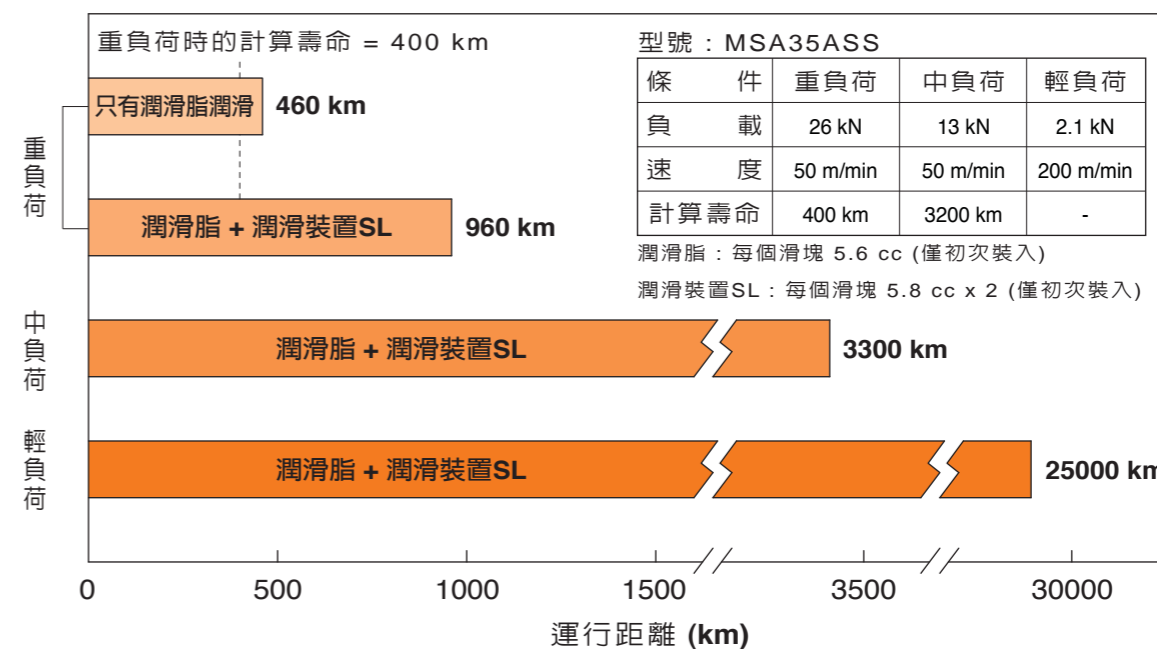 重負荷時的計算壽命 = 400 km
只有潤滑脂潤滑 460 km
重負荷
潤滑脂 + 潤滑裝置SL 960 km
型號：MSA35ASS
條 件 重負荷 中負荷 輕負荷
負 載 26 kN 13 kN 2.1 kN
速 度 50 m/min 50 m/min 200 m/min
計算壽命 400 km 3200 km -
潤滑脂：每個滑塊 5.6 cc (僅初次裝入)
潤滑裝置SL：每個滑塊 5.8 cc x 2 (僅初次裝入)
中負荷
潤滑脂 + 潤滑裝置SL 3300 km
輕負荷
潤滑脂 + 潤滑裝置SL 25000 km
0 500 1000 1500 3500 30000
運行距離 (km)